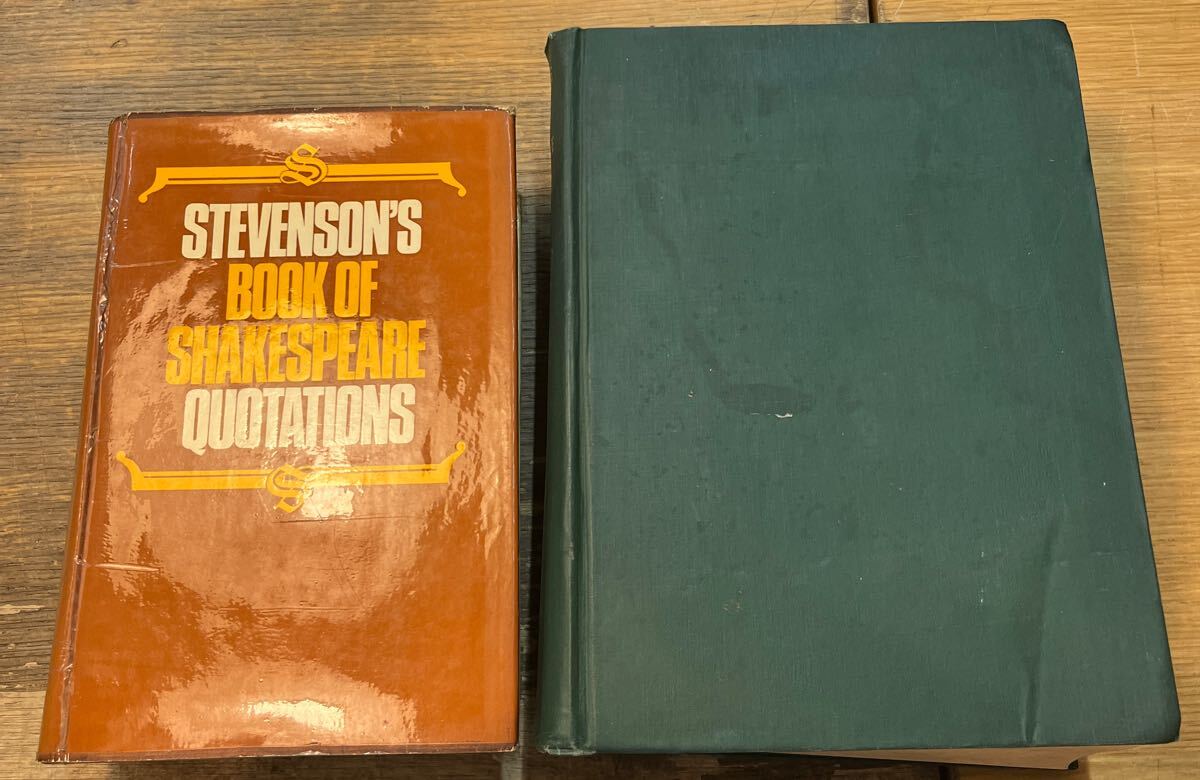 S
STEVENSON'S
BOOK OF
SHAKESPEARE
QUOTATIONS
S